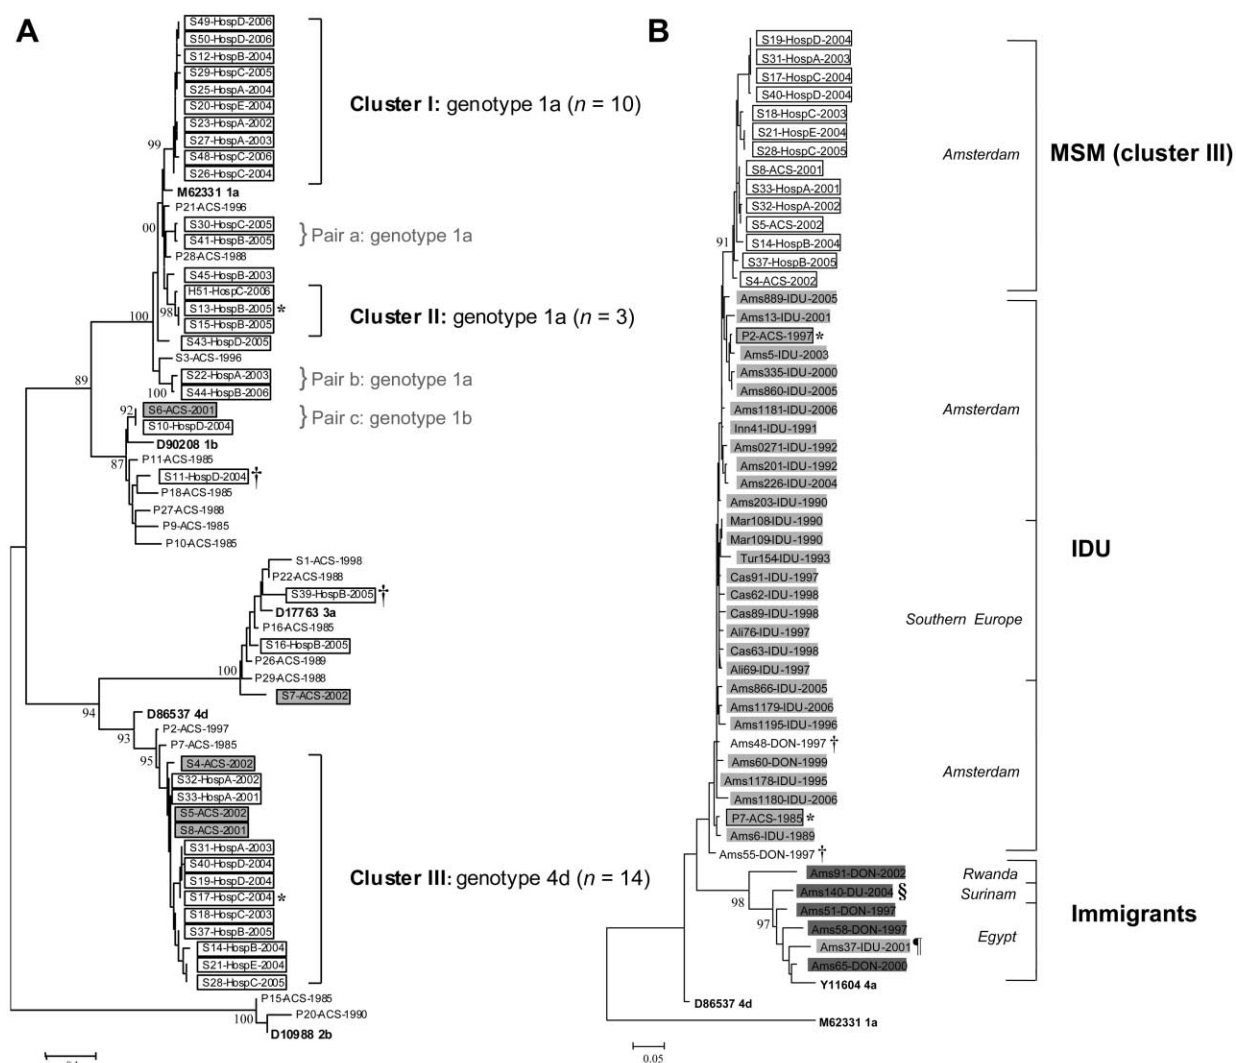 A
S49-HospD-2006
S50-HospD-2006
S12-HospB-2004
S29-HospC-2005
S25-HospA-2004
S20-HospE-2004
S23-HospA-2002
S27-HospA-2003
S48-HospC-2006
S26-HospC-2004
99
Cluster I: genotype 1a (n = 10)
M62331 1a
P21-ACS-1996
00
S30-HospC-2005
S41-HospB-2005
} Pair a: genotype 1a
P28-ACS-1988
S45-HospB-2003
H51-HospC-2006
S13-HospB-2005 *
S15-HospB-2005
98
100
Cluster II: genotype 1a (n = 3)
S43-HospD-2005
S3-ACS-1996
S22-HospA-2003
S44-HospB-2006
100
} Pair b: genotype 1a
89
92
S6-ACS-2001
S10-HospD-2004
} Pair c: genotype 1b
D90208 1b
87
P11-ACS-1985
S11-HospD-2004 †
P18-ACS-1985
P27-ACS-1988
P9-ACS-1985
P10-ACS-1985
S1-ACS-1998
P22-ACS-1988
S39-HospB-2005 †
D17763 3a
P16-ACS-1985
S16-HospB-2005
P26-ACS-1989
100
P29-ACS-1988
S7-ACS-2002
94
D86537 4d
93
P2-ACS-1997
P7-ACS-1985
95
S4-ACS-2002
S32-HospA-2002
S33-HospA-2001
S5-ACS-2002
S8-ACS-2001
S31-HospA-2003
S40-HospD-2004
S19-HospD-2004
S17-HospC-2004 *
S18-HospC-2003
S37-HospB-2005
S14-HospB-2004
S21-HospE-2004
S28-HospC-2005
Cluster III: genotype 4d (n = 14)
P15-ACS-1985
P20-ACS-1990
100
D10988 2b
B
S19-HospD-2004
S31-HospA-2003
S17-HospC-2004
S40-HospD-2004
S18-HospC-2003
S21-HospE-2004
S28-HospC-2005
S8-ACS-2001
S33-HospA-2001
S32-HospA-2002
S5-ACS-2002
S14-HospB-2004
S37-HospB-2005
S4-ACS-2002
91
Amsterdam
MSM (cluster III)
Ams889-IDU-2005
Ams13-IDU-2001
P2-ACS-1997 *
Ams5-IDU-2003
Ams335-IDU-2000
Ams860-IDU-2005
Ams1181-IDU-2006
Inn41-IDU-1991
Ams0271-IDU-1992
Ams201-IDU-1992
Ams226-IDU-2004
Ams203-IDU-1990
Amsterdam
Mar108-IDU-1990
Mar109-IDU-1990
Tur154-IDU-1993
Cas91-IDU-1997
Cas62-IDU-1998
Cas89-IDU-1998
Ali76-IDU-1997
Cas63-IDU-1998
Ali69-IDU-1997
Southern Europe
IDU
Ams866-IDU-2005
Ams1179-IDU-2006
Ams1195-IDU-1996
Ams48-DON-1997 †
Ams60-DON-1999
Ams1178-IDU-1995
Ams1180-IDU-2006
P7-ACS-1985 *
Ams6-IDU-1989
Ams55-DON-1997 †
Amsterdam
Ams91-DON-2002
Rwanda
98
Ams140-DU-2004 §
Surinam
97
Ams51-DON-1997
Ams58-DON-1997
Ams37-IDU-2001 ¶
Ams65-DON-2000
Egypt
Immigrants
Y11604 4a
D86537 4d
M62331 1a
0.05